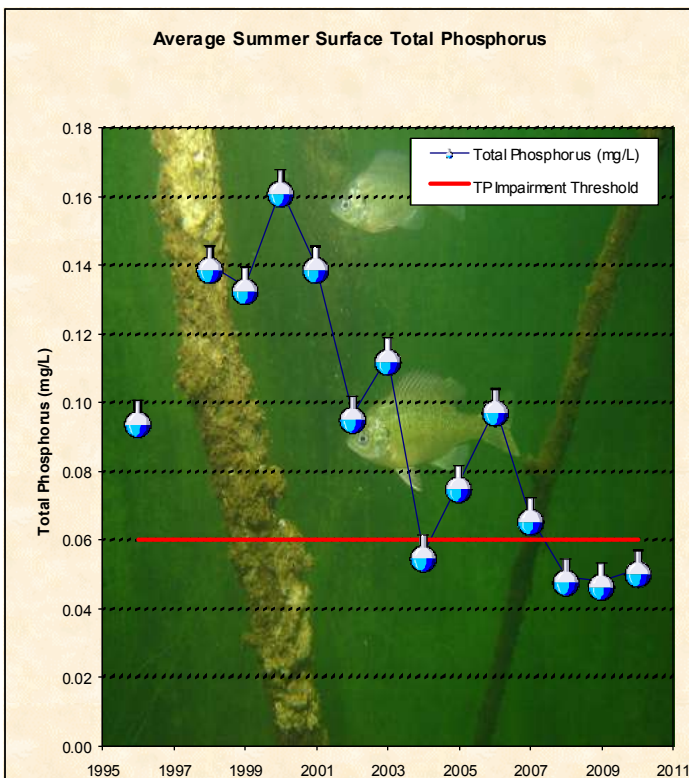 Average Summer Surface Total Phosphorus
Total Phosphorus (mg/L)
TP Impairment Threshold
Total Phosphorus (mg/L)
0.18
0.16
0.14
0.12
0.10
0.08
0.06
0.04
0.02
0.00
1995 1997 1999 2001 2003 2005 2007 2009 2011